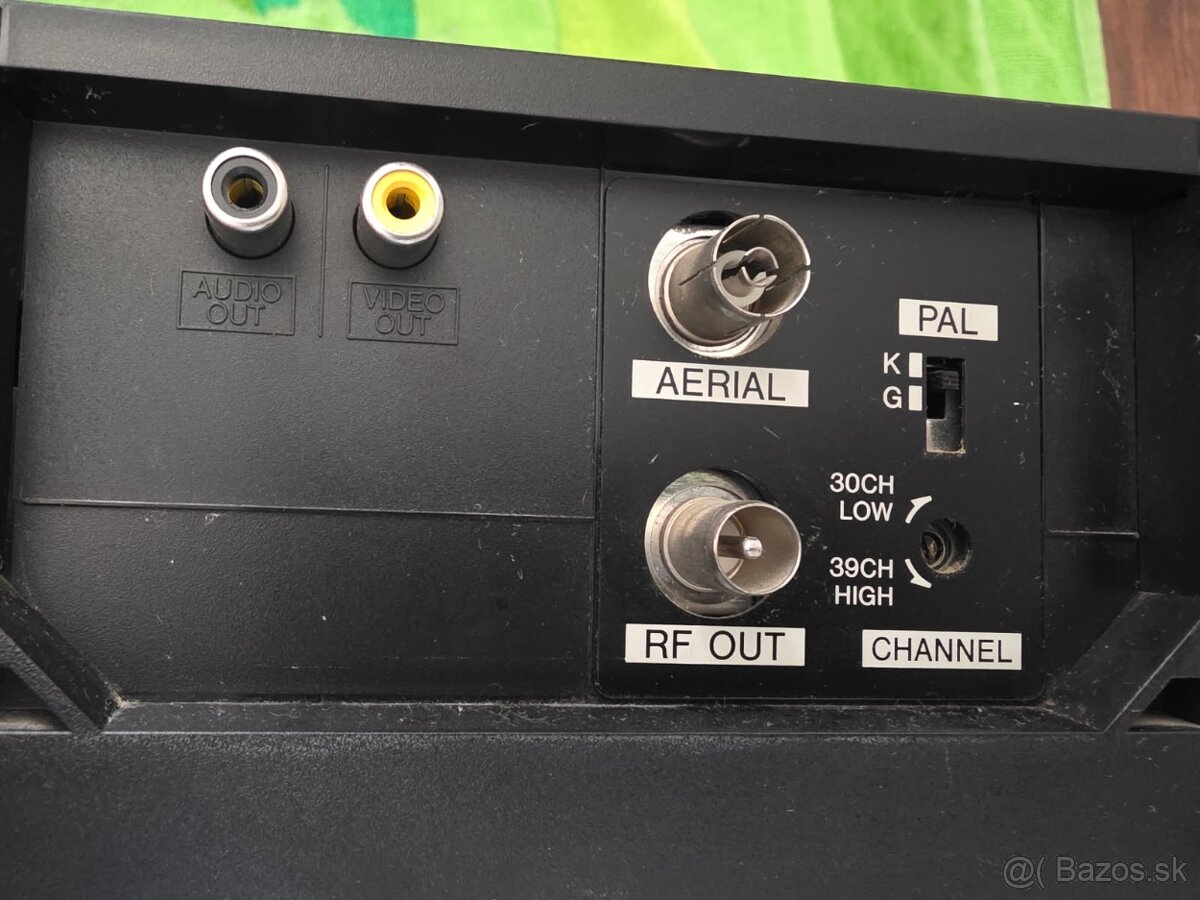 AUDIO
OUT
VIDEO
OUT
AERIAL
PAL
K
G
30CH
LOW
39CH
HIGH
RF OUT
CHANNEL
@( Bazos.sk